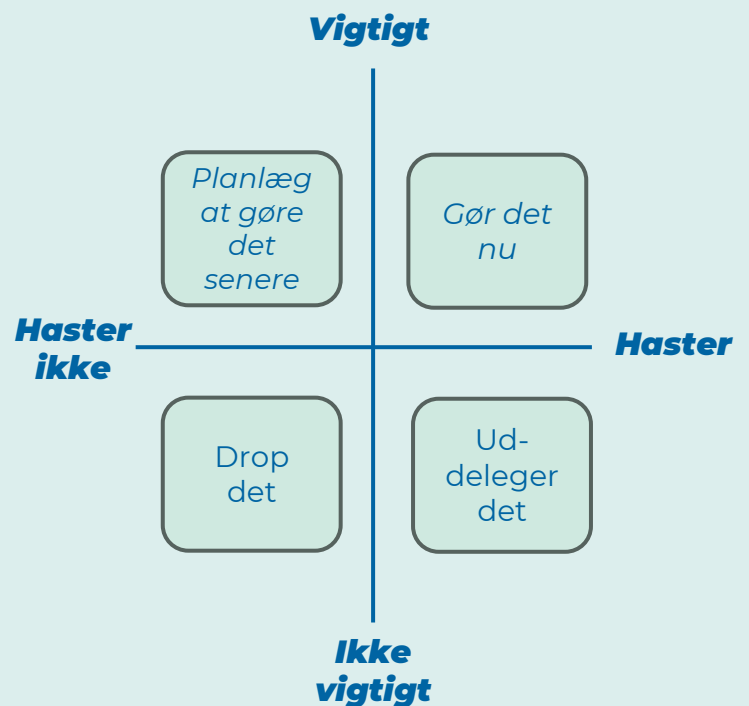 Vigtigt
Planlæg
at gøre
det
senere
Gør det
nu
Haster
ikke
Haster
Drop
det
Ud-
deleger
det
Ikke
vigtigt